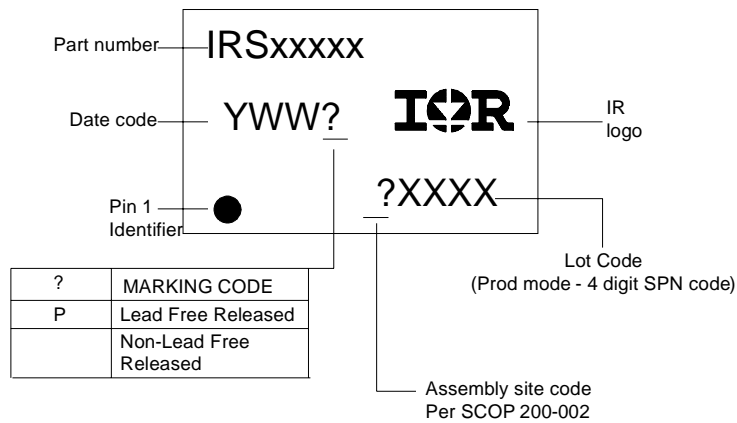 Part number
IRSxxxxx
Date code
YWW?
IOR
IR
logo
Pin 1
Identifier
?XXXX
Lot Code
(Prod mode - 4 digit SPN code)
? MARKING CODE
P Lead Free Released
Non-Lead Free
Released
Assembly site code
Per SCOP 200-002